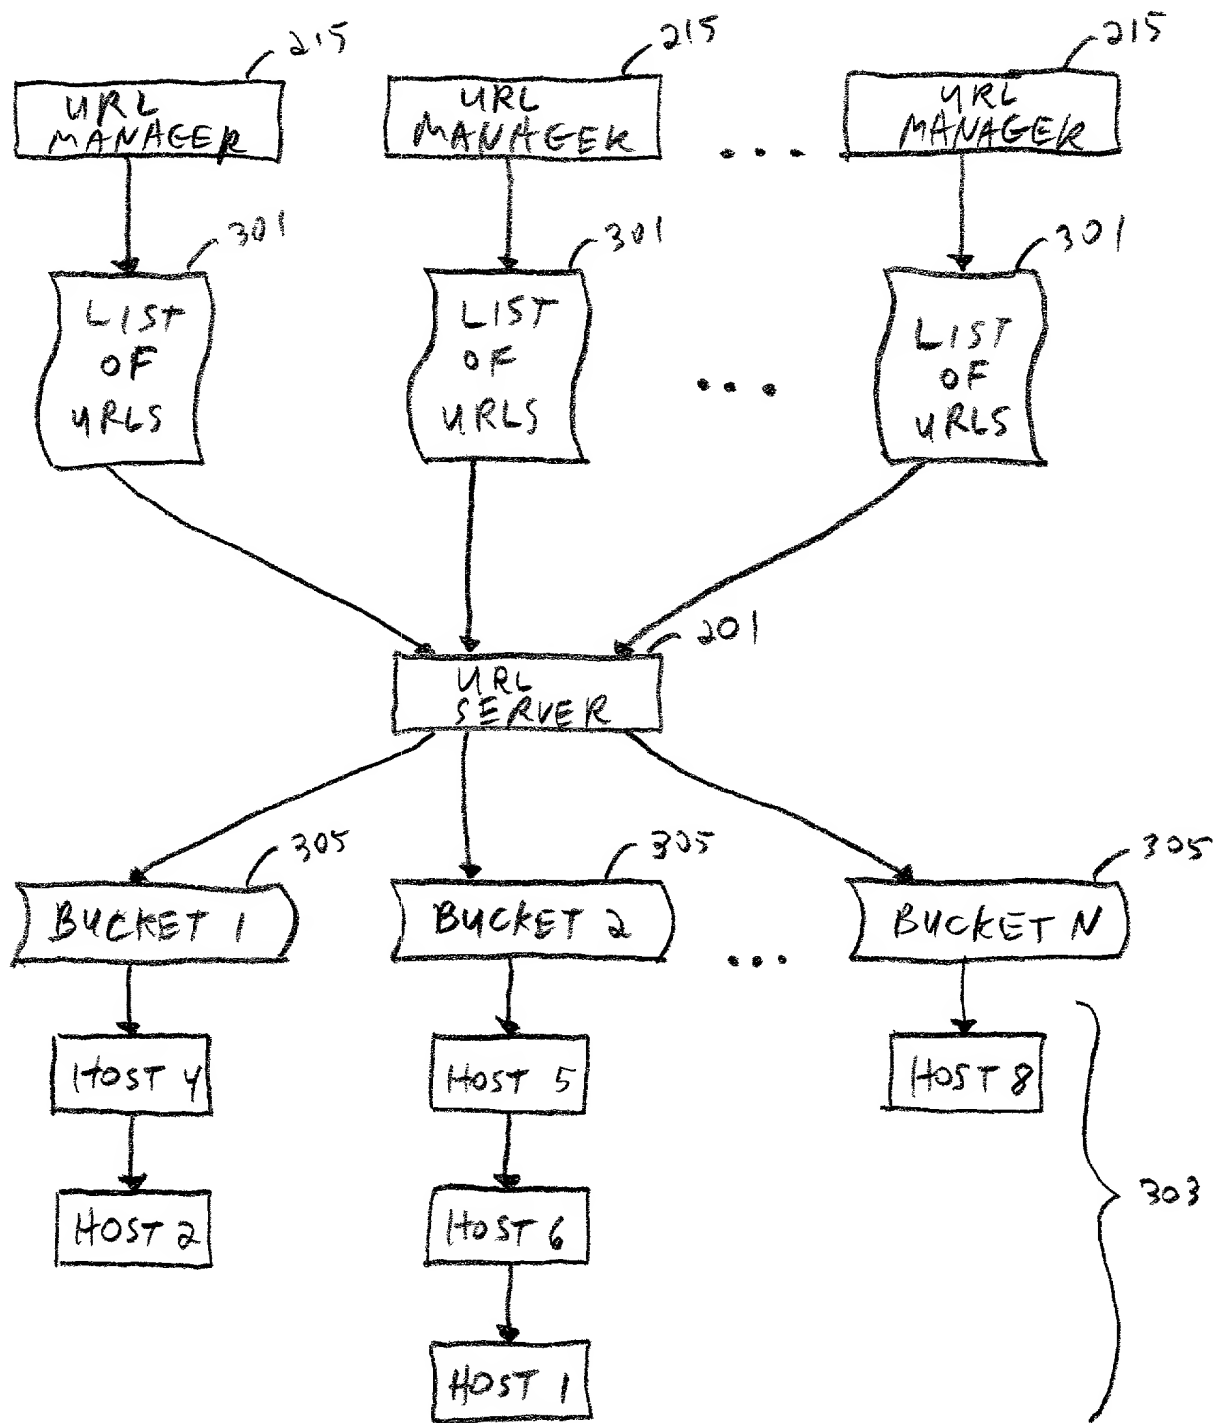 215
215
215
URL
MANAGER
URL
MANAGER
URL
MANAGER
...
301
301
301
LIST
OF
URLS
LIST
OF
URLS
LIST
OF
URLS
...
201
URL
SERVER
305
305
305
BUCKET 1
BUCKET 2
BUCKET N
...
HOST 4
HOST 5
HOST 8
303
HOST 2
HOST 6
HOST 1